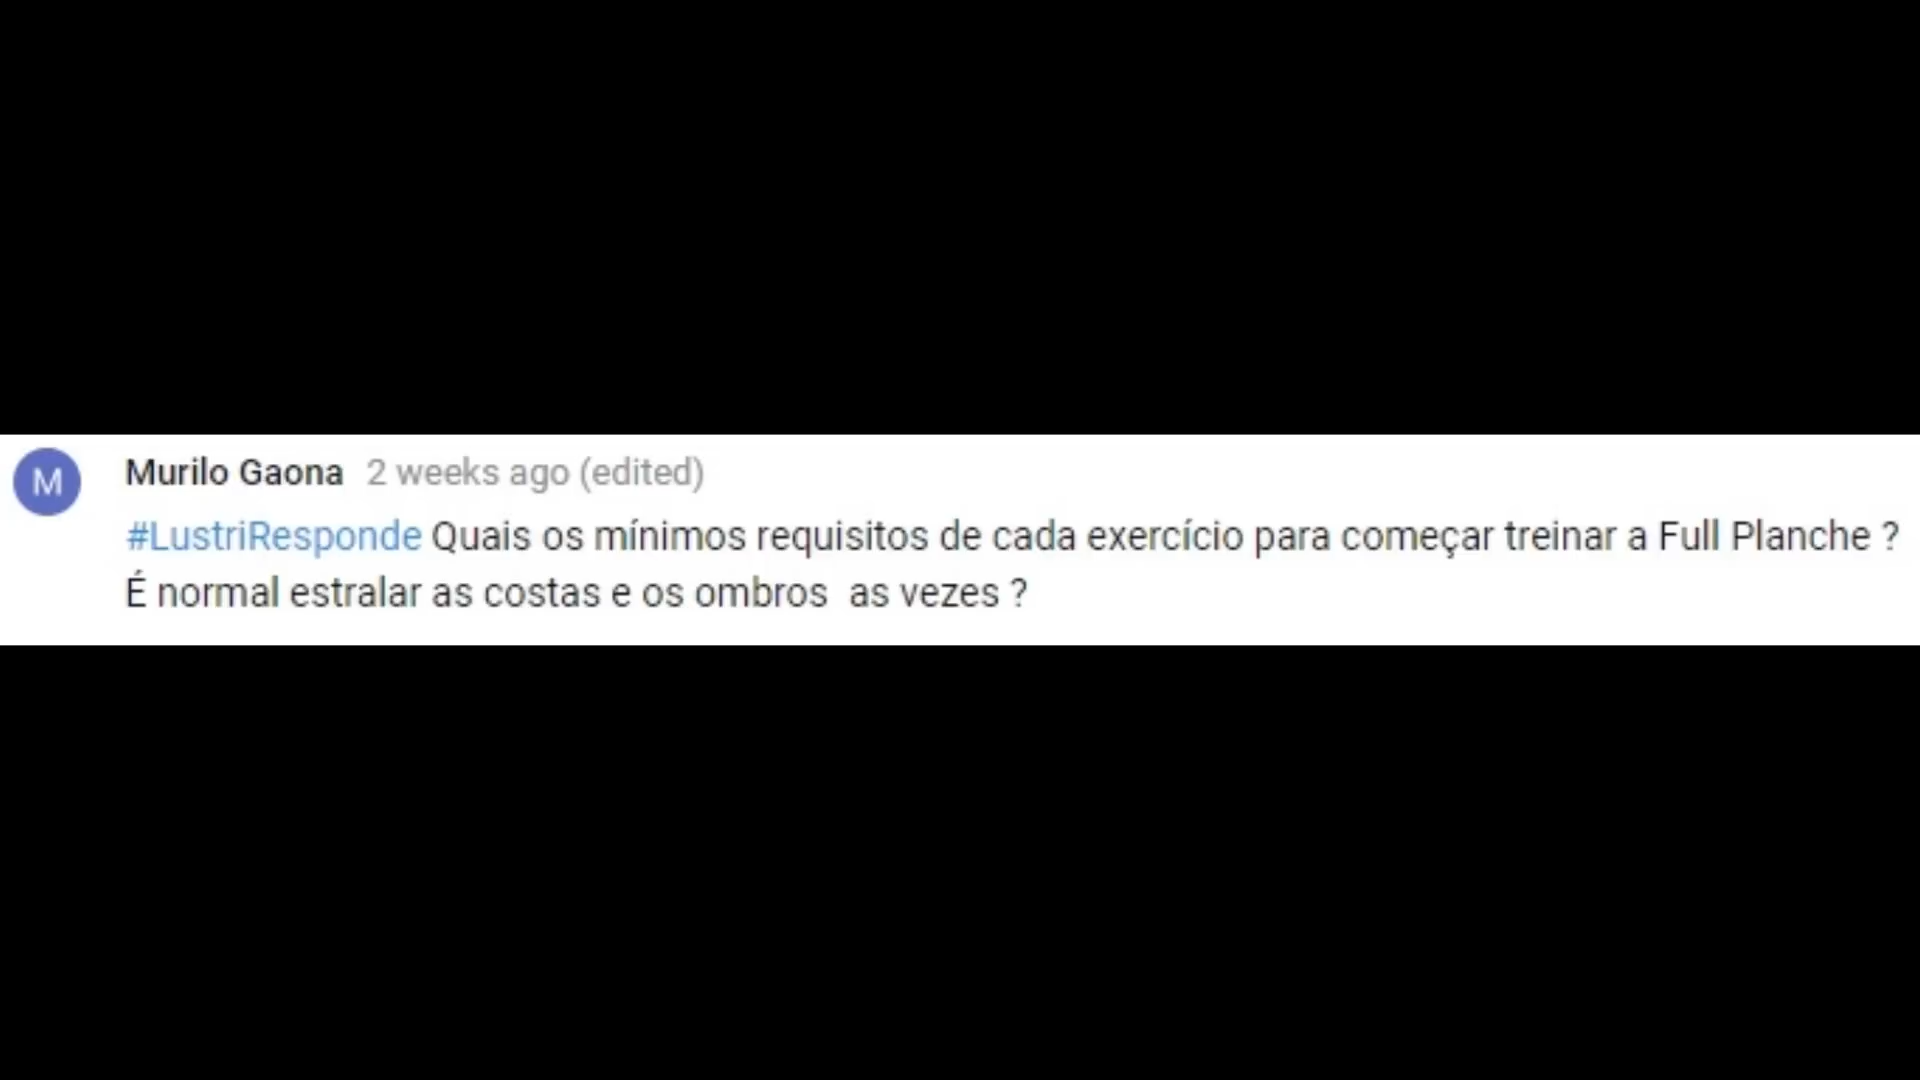 M
Murilo Gaona 2 weeks ago (edited)
#LustriResponde Quais os mínimos requisitos de cada exercício para começar treinar a Full Planche ?
É normal estralar as costas e os ombros  as vezes ?